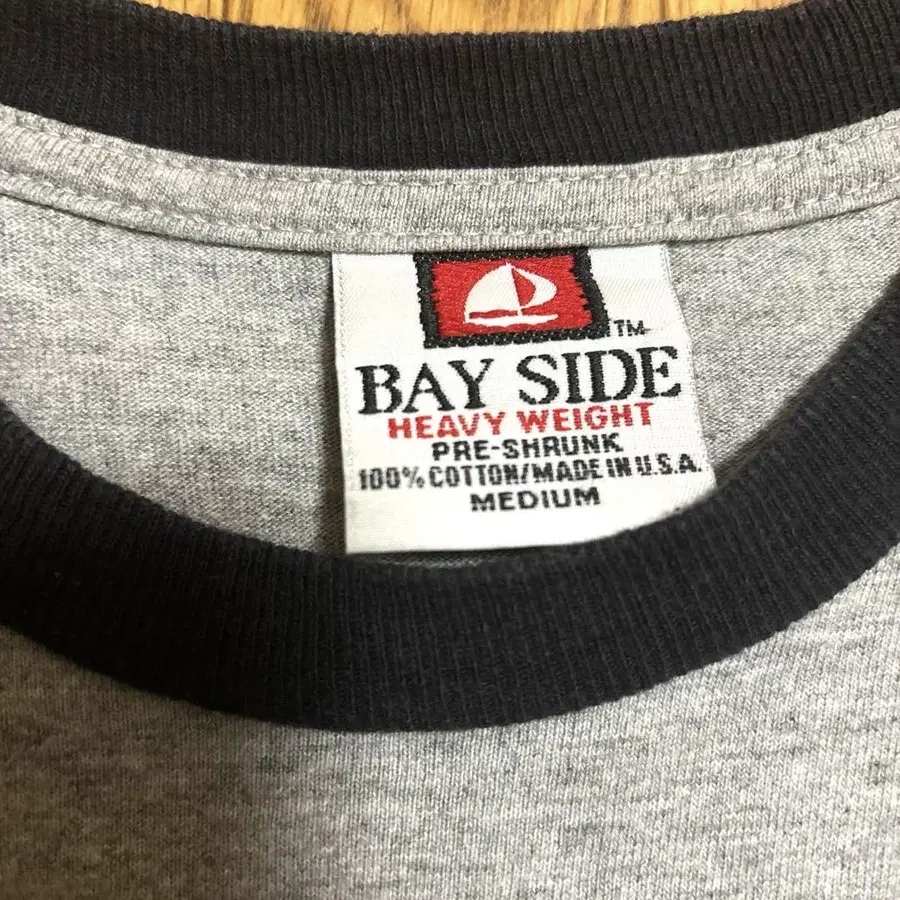 TM
BAY SIDE
HEAVY WEIGHT
PRE-SHRUNK
100% COTTON/MADE IN U.S.A.
MEDIUM